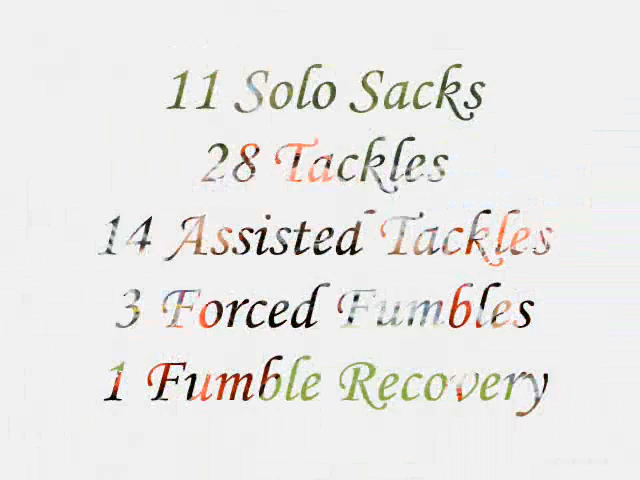 11 Solo Sacks
28 Tackles
14 Assisted Tackles
3 Forced Fumbles
1 Fumble Recovery